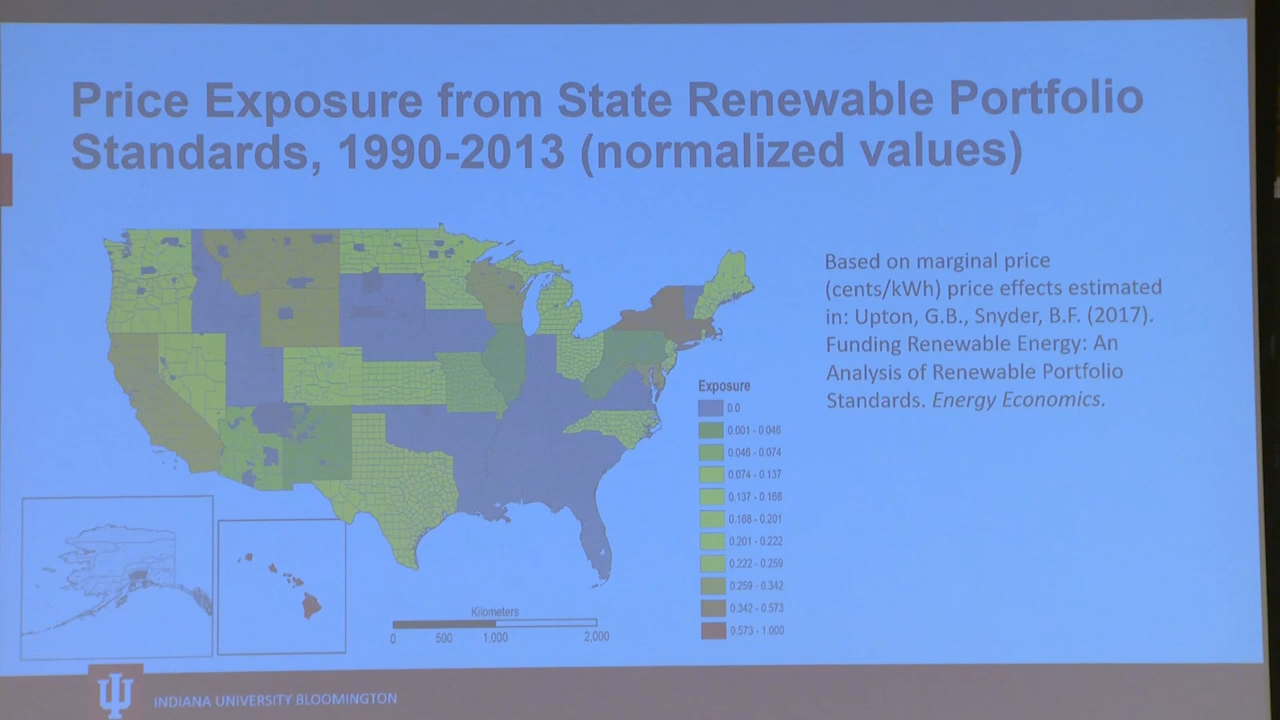 Price Exposure from State Renewable Portfolio
Standards, 1990-2013 (normalized values)
Based on marginal price
(cents/kWh) price effects estimated
in: Upton, G.B., Snyder, B.F. (2017).
Funding Renewable Energy: An
Analysis of Renewable Portfolio
Standards. Energy Economics.
Exposure
0.0
0.001 - 0.046
0.046 - 0.074
0.074 - 0.137
0.137 - 0.168
0.168 - 0.201
0.201 - 0.222
0.222 - 0.259
0.259 - 0.342
0.342 - 0.573
0.573 - 1.000
Kilometers
0 500 1,000 2,000
INDIANA UNIVERSITY BLOOMINGTON